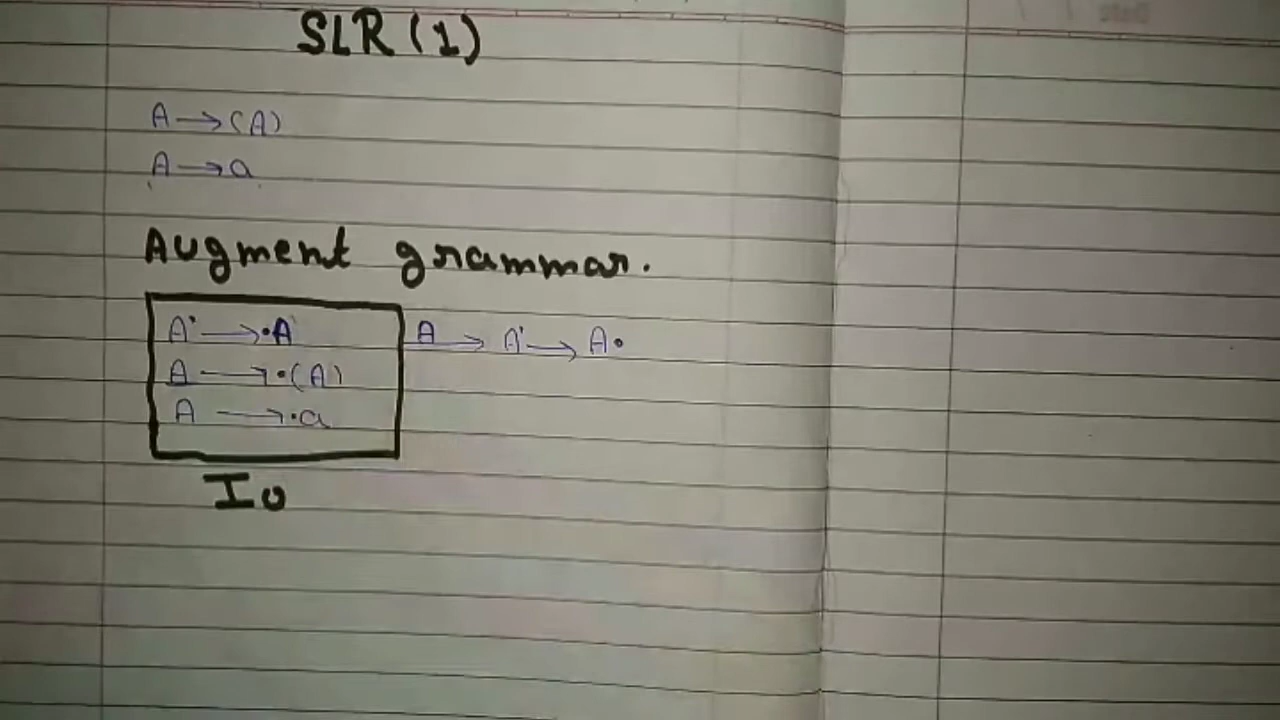 SLR (1)
A → (A)
A → a
Augment grammar.
A' → •A A → A' → A•
A → •(A)
A → •a
I0